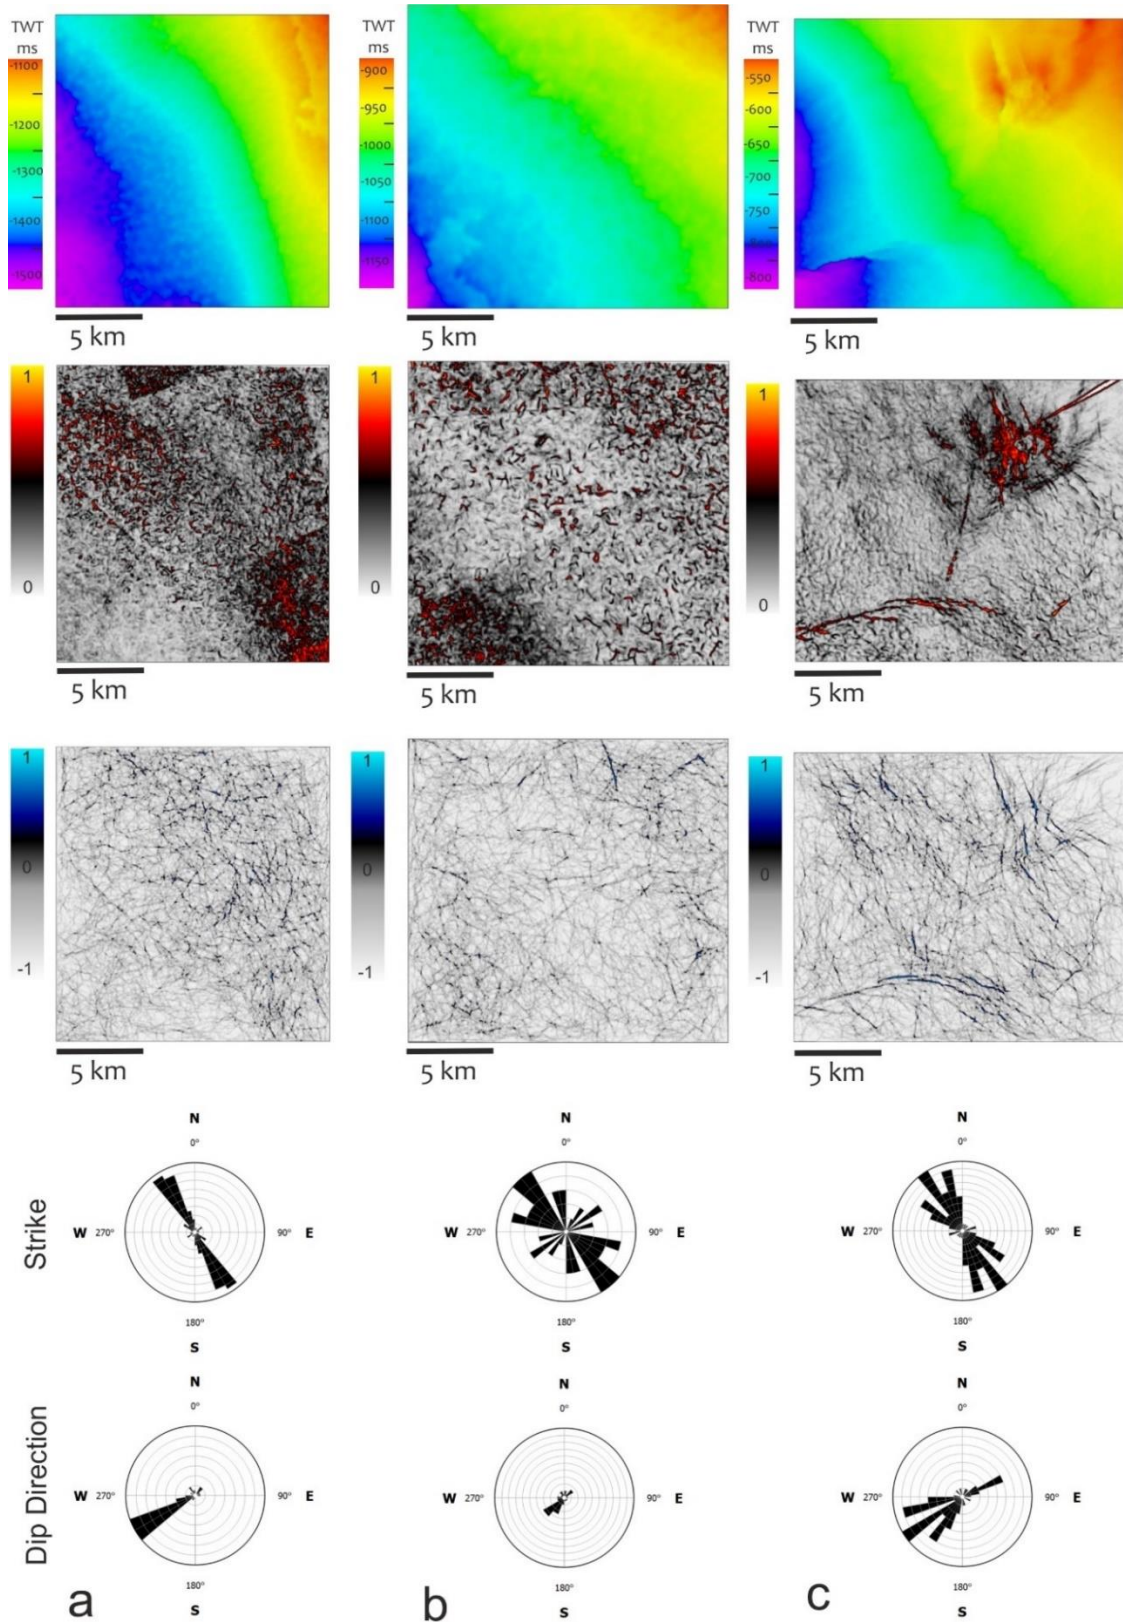 TWT
ms
-1100
-1200
-1300
-1400
-1500
5 km
TWT
ms
-900
-950
-1000
-1050
-1100
-1150
5 km
TWT
ms
-550
-600
-650
-700
-750
-800
5 km
1
0
5 km
1
0
5 km
1
0
5 km
1
0
-1
5 km
1
0
-1
5 km
1
0
-1
5 km
Strike
N
0°
W 270° 90° E
180°
S
N
0°
W 270° 90° E
180°
S
N
0°
W 270° 90° E
180°
S
Dip Direction
N
0°
W 270° 90° E
180°
S
N
0°
W 270° 90° E
180°
S
N
0°
W 270° 90° E
180°
S
a
b
c